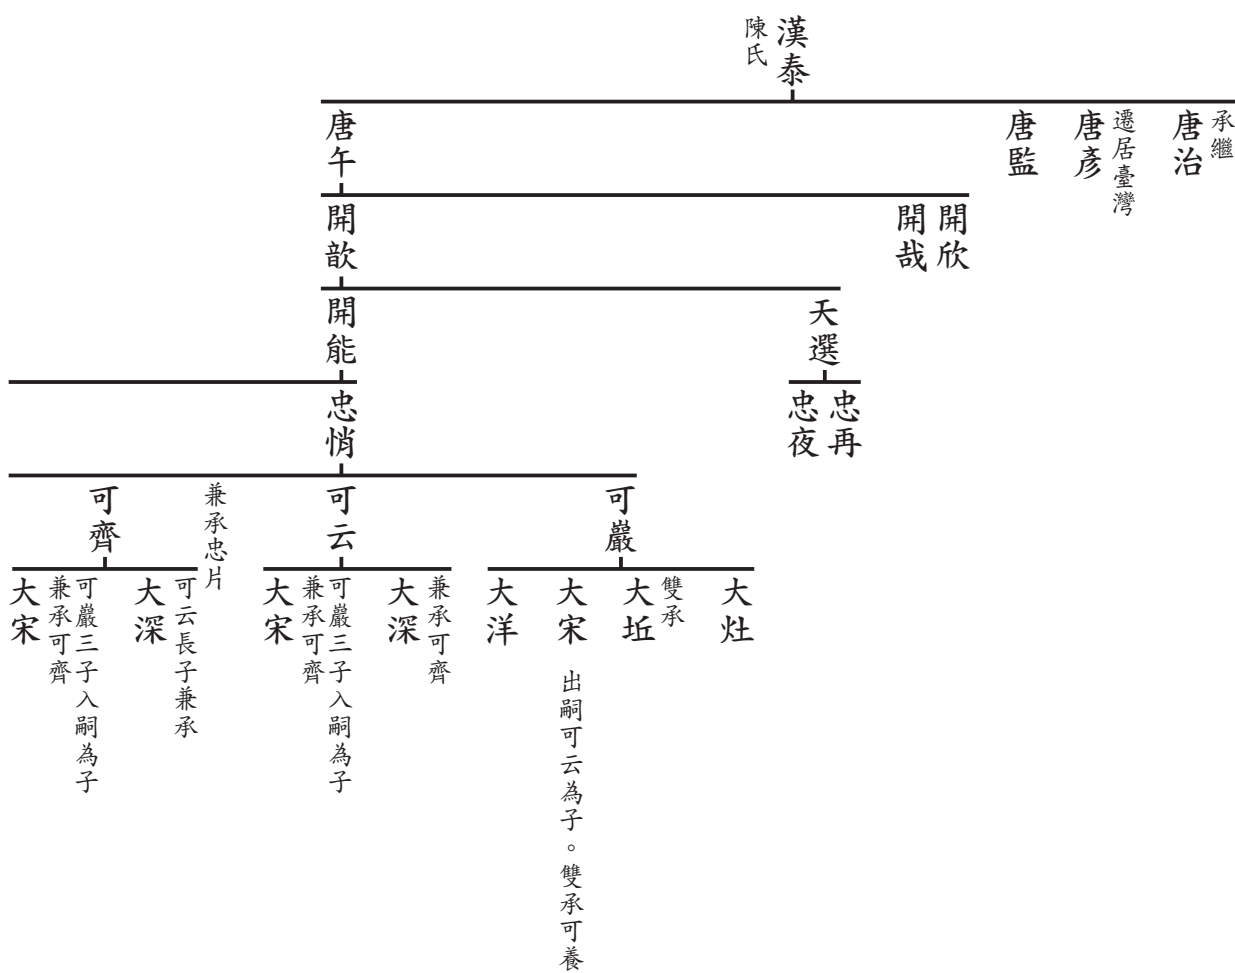 漢泰
陳氏
承繼
唐治
遷居臺灣
唐彥
唐監
唐午
開欣
開哉
開歆
天選
開能
忠再
忠夜
忠悄
可嚴
可云
兼承忠片
可齊
大灶
雙承
大坵
大宋 出嗣可云為子。雙承可養
大洋
兼承可齊
大深
可嚴三子入嗣為子
兼承可齊
大宋
可云長子兼承
大深
可嚴三子入嗣為子
兼承可齊
大宋